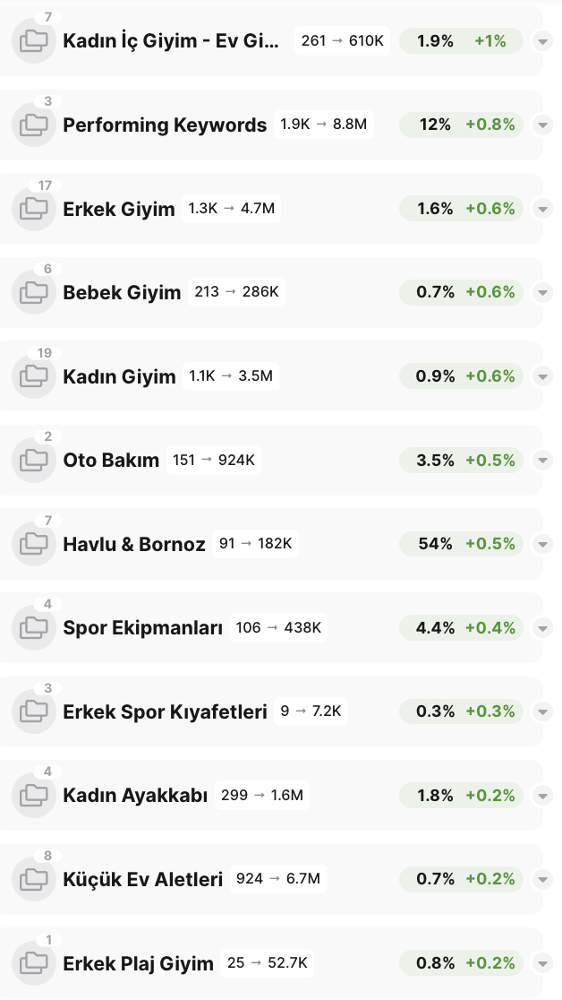 7
Kadın İç Giyim - Ev Gi... 261 → 610K 1.9% +1%
3
Performing Keywords 1.9K → 8.8M 12% +0.8%
17
Erkek Giyim 1.3K → 4.7M 1.6% +0.6%
6
Bebek Giyim 213 → 286K 0.7% +0.6%
19
Kadın Giyim 1.1K → 3.5M 0.9% +0.6%
2
Oto Bakım 151 → 924K 3.5% +0.5%
7
Havlu & Bornoz 91 → 182K 54% +0.5%
4
Spor Ekipmanları 106 → 438K 4.4% +0.4%
3
Erkek Spor Kıyafetleri 9 → 7.2K 0.3% +0.3%
4
Kadın Ayakkabı 299 → 1.6M 1.8% +0.2%
8
Küçük Ev Aletleri 924 → 6.7M 0.7% +0.2%
1
Erkek Plaj Giyim 25 → 52.7K 0.8% +0.2%